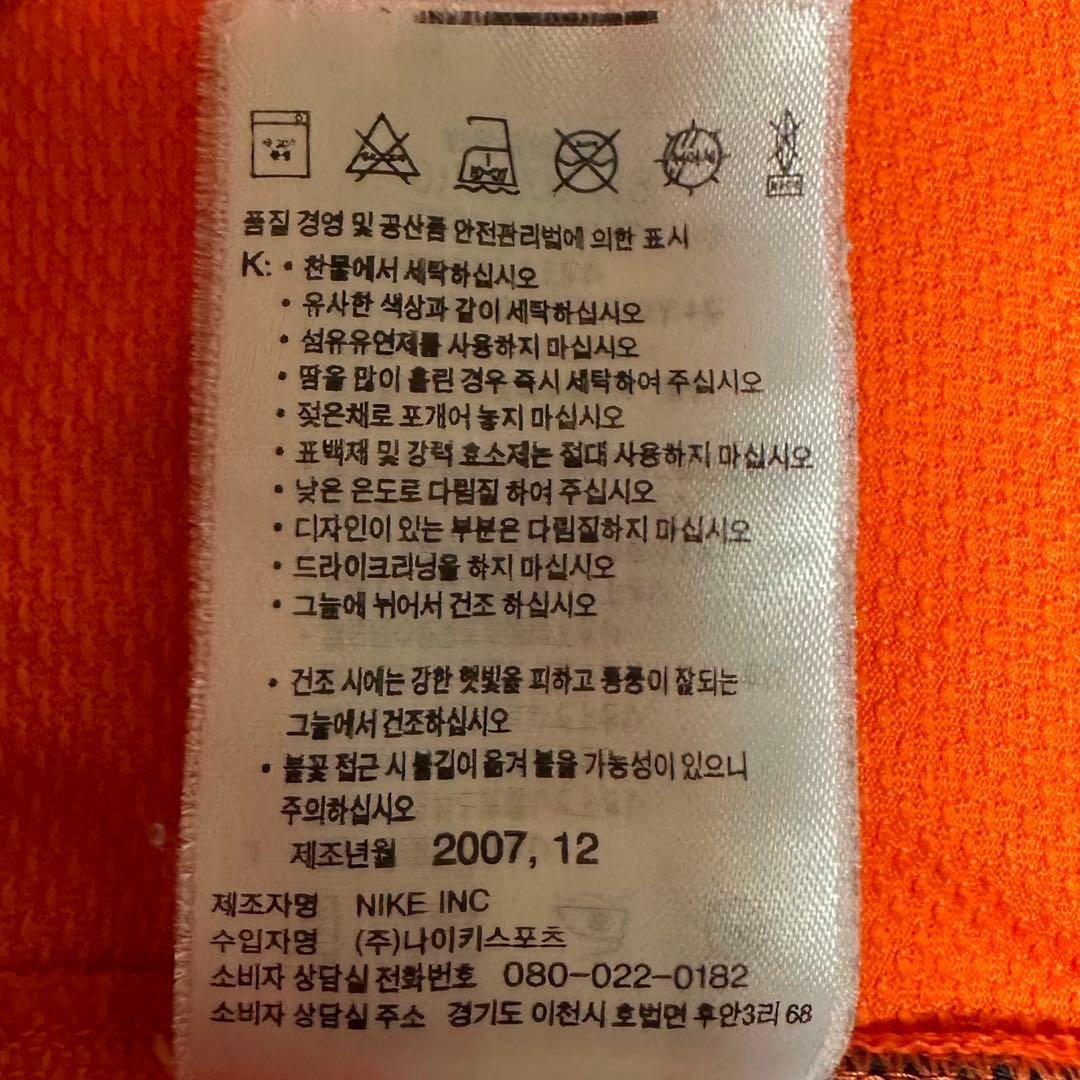 품질 경영 및 공산품 안전관리법에 의한 표시
K: • 찬물에서 세탁하십시오
• 유사한 색상과 같이 세탁하십시오
• 섬유유연제를 사용하지 마십시오
• 땀을 많이 흘린 경우 즉시 세탁하여 주십시오
• 젖은채로 포개어 놓지 마십시오
• 표백재 및 강력 효소제는 절대 사용하지 마십시오
• 낮은 온도로 다림질 하여 주십시오
• 디자인이 있는 부분은 다림질하지 마십시오
• 드라이크리닝을 하지 마십시오
• 그늘에 뉘어서 건조 하십시오
• 건조 시에는 강한 햇빛을 피하고 통풍이 잘되는
그늘에서 건조하십시오
• 불꽃 접근 시 불길이 옮겨 붙을 가능성이 있으니
주의하십시오
제조년월 2007, 12
제조자명 NIKE INC
수입자명 (주)나이키스포츠
소비자 상담실 전화번호 080-022-0182
소비자 상담실 주소 경기도 이천시 호법면 후안3리 68